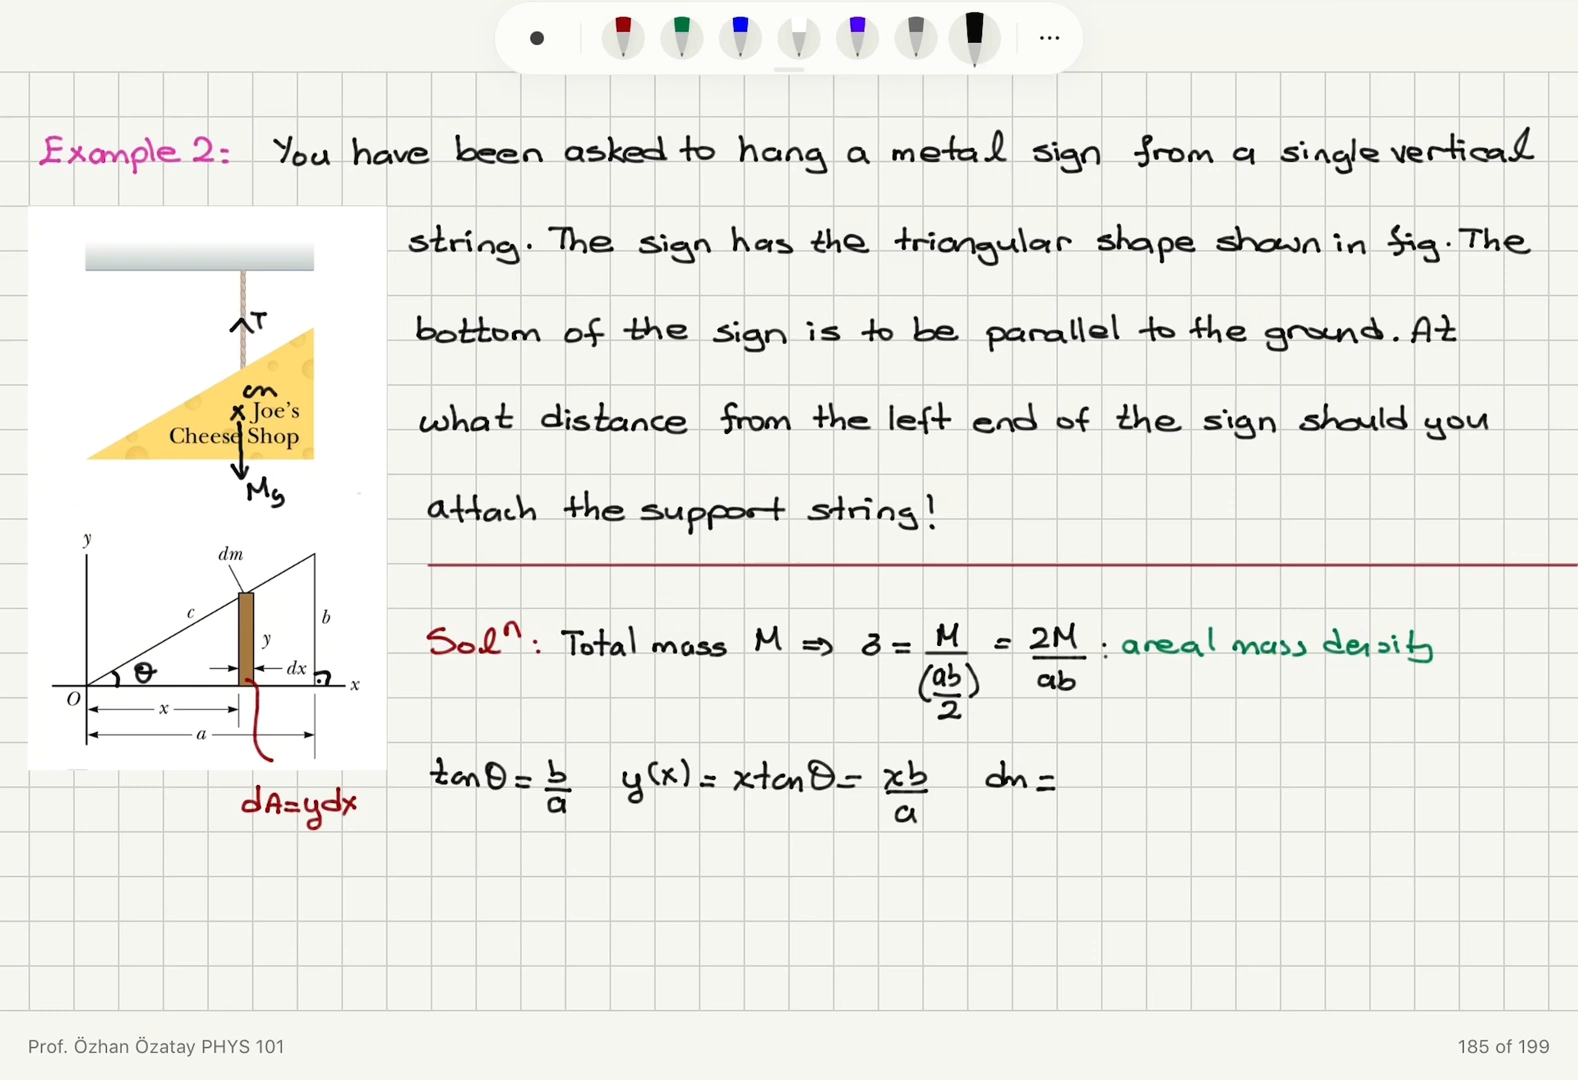 Example 2: You have been asked to hang a metal sign from a single vertical
string. The sign has the triangular shape shown in fig. The
bottom of the sign is to be parallel to the ground. At
what distance from the left end of the sign should you
attach the support string!
T
cm
x Joe's
Cheese Shop
Mg
y
dm
c
b
y
θ
dx
x
O
x
a
dA=ydx
Solⁿ: Total mass M ⇒ δ = M/(ab/2) = 2M/ab : areal mass density
tanθ = b/a y(x) = xtanθ = xb/a dm =
Prof. Özhan Özatay PHYS 101
185 of 199